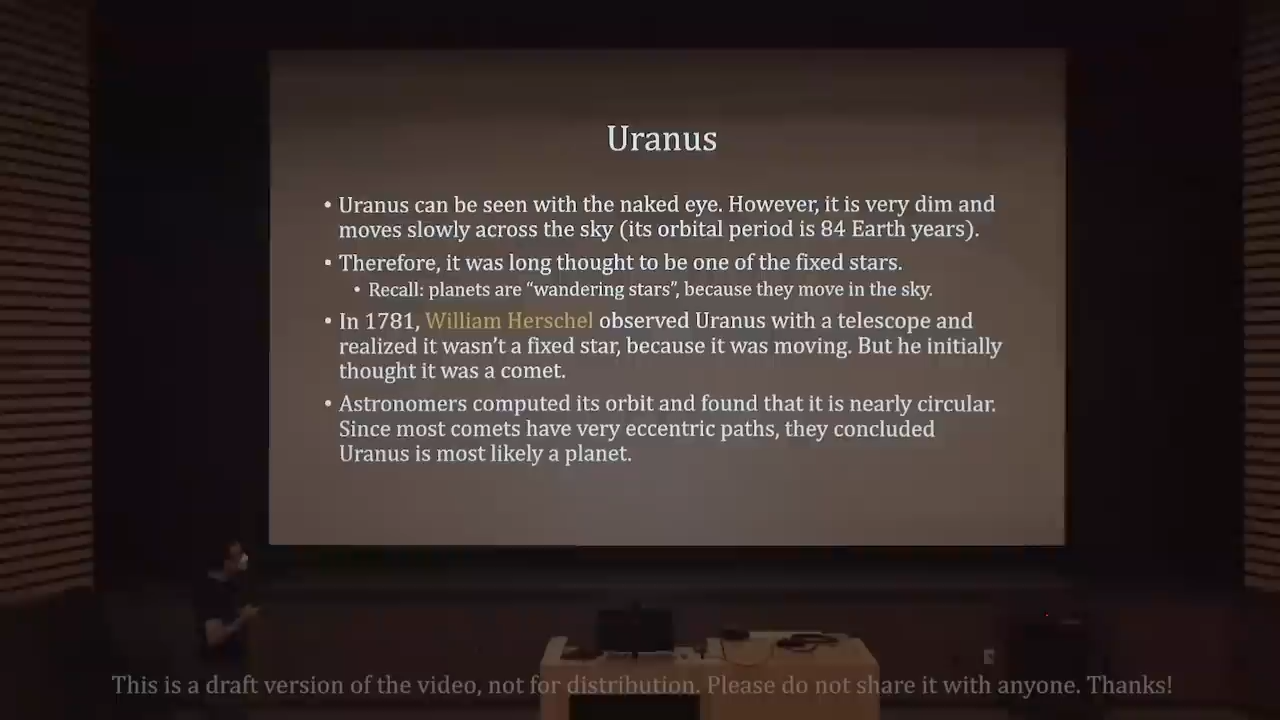 Uranus
• Uranus can be seen with the naked eye. However, it is very dim and
moves slowly across the sky (its orbital period is 84 Earth years).
• Therefore, it was long thought to be one of the fixed stars.
• Recall: planets are “wandering stars”, because they move in the sky.
• In 1781, William Herschel observed Uranus with a telescope and
realized it wasn’t a fixed star, because it was moving. But he initially
thought it was a comet.
• Astronomers computed its orbit and found that it is nearly circular.
Since most comets have very eccentric paths, they concluded
Uranus is most likely a planet.
This is a draft version of the video, not for distribution. Please do not share it with anyone. Thanks!